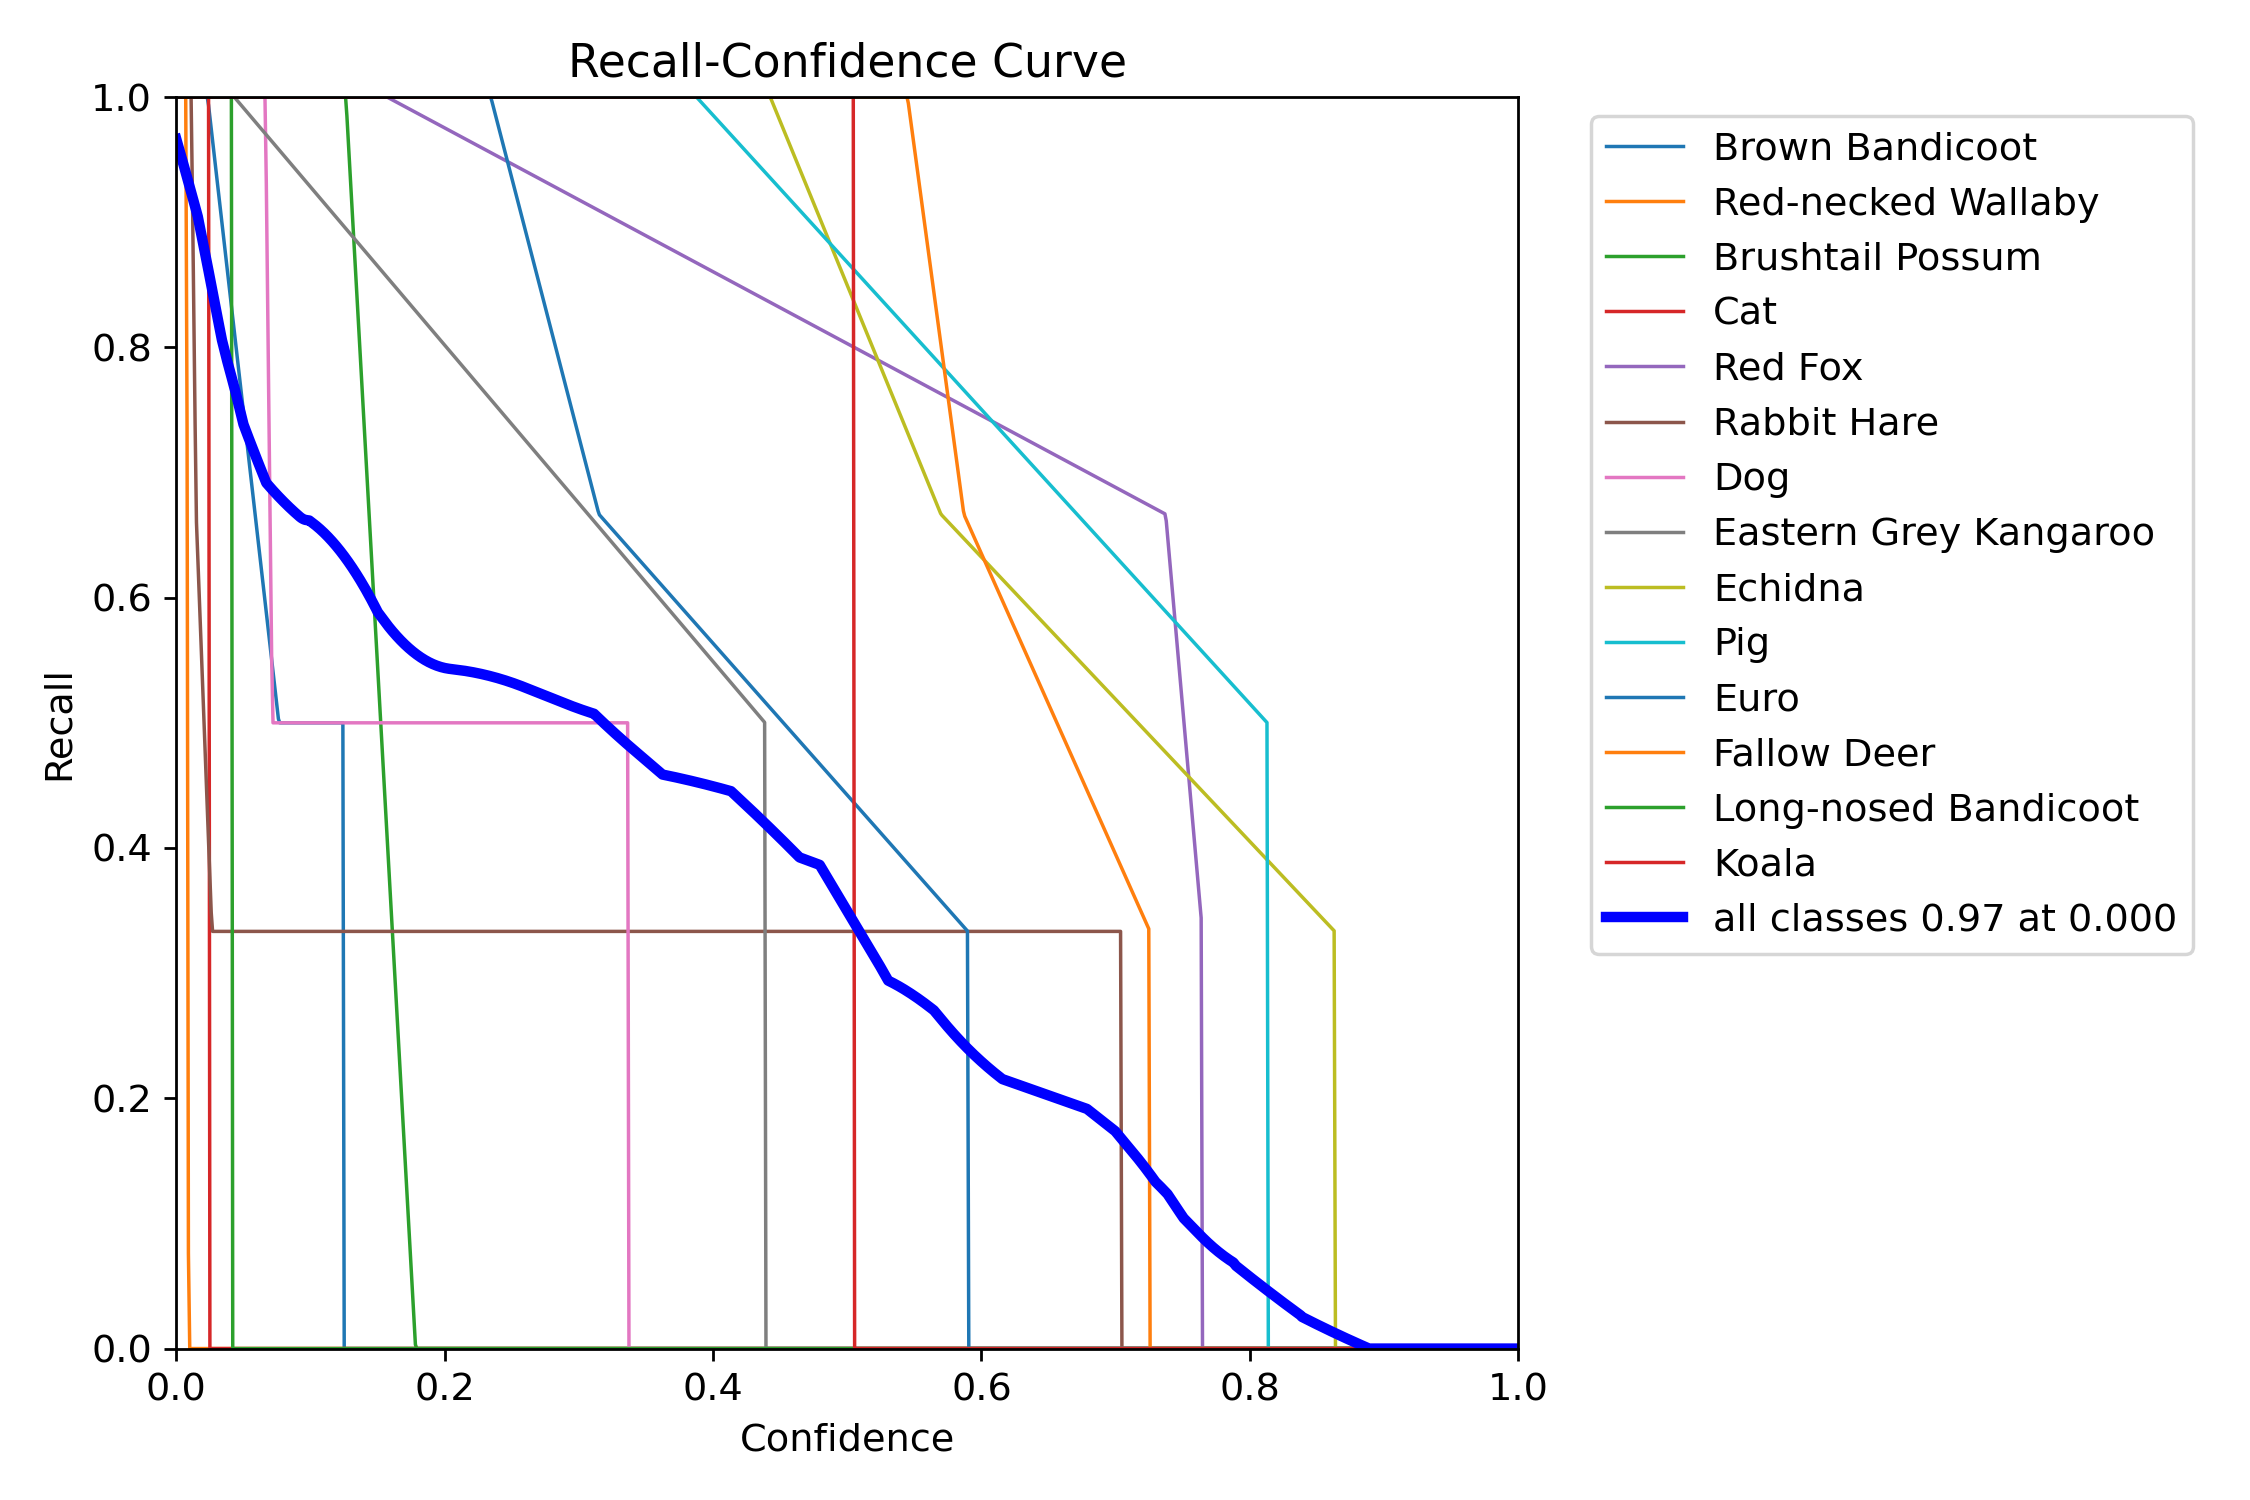 Recall-Confidence Curve
1.0
0.8
0.6
0.4
0.2
0.0
Recall
0.0 0.2 0.4 0.6 0.8 1.0
Confidence
Brown Bandicoot
Red-necked Wallaby
Brushtail Possum
Cat
Red Fox
Rabbit Hare
Dog
Eastern Grey Kangaroo
Echidna
Pig
Euro
Fallow Deer
Long-nosed Bandicoot
Koala
all classes 0.97 at 0.000